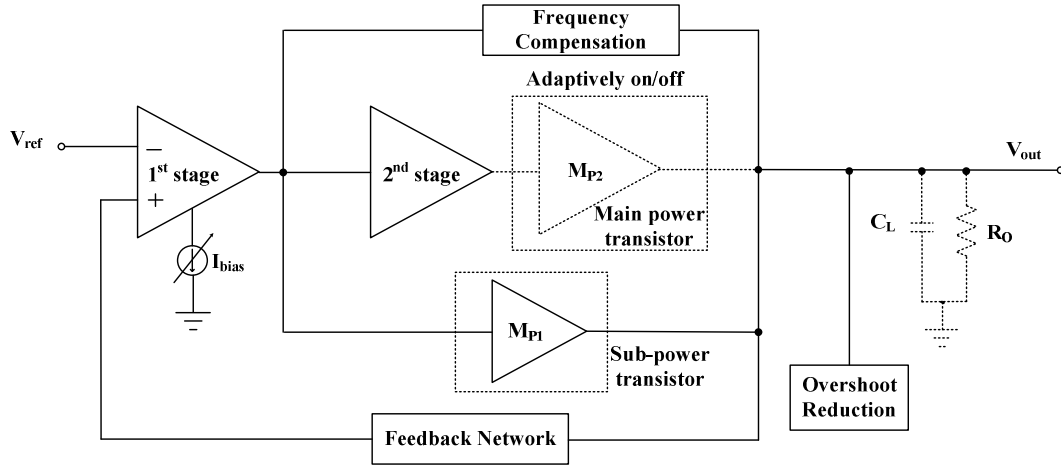 Frequency
Compensation
Adaptively on/off
Vref
−
1st stage
+
Ibias
2nd stage
MP2
Main power
transistor
Vout
CL
RO
MP1
Sub-power
transistor
Overshoot
Reduction
Feedback Network